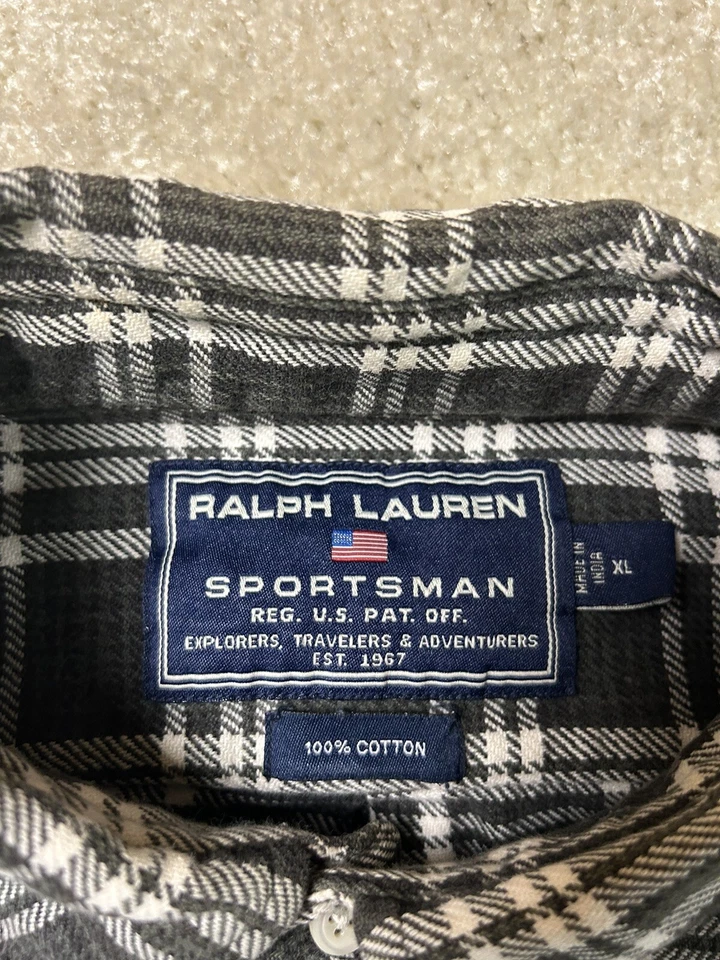 RALPH LAUREN
SPORTSMAN
REG. U.S. PAT. OFF.
EXPLORERS, TRAVELERS & ADVENTURERS
EST. 1967
MADE IN
INDIA
XL
100% COTTON